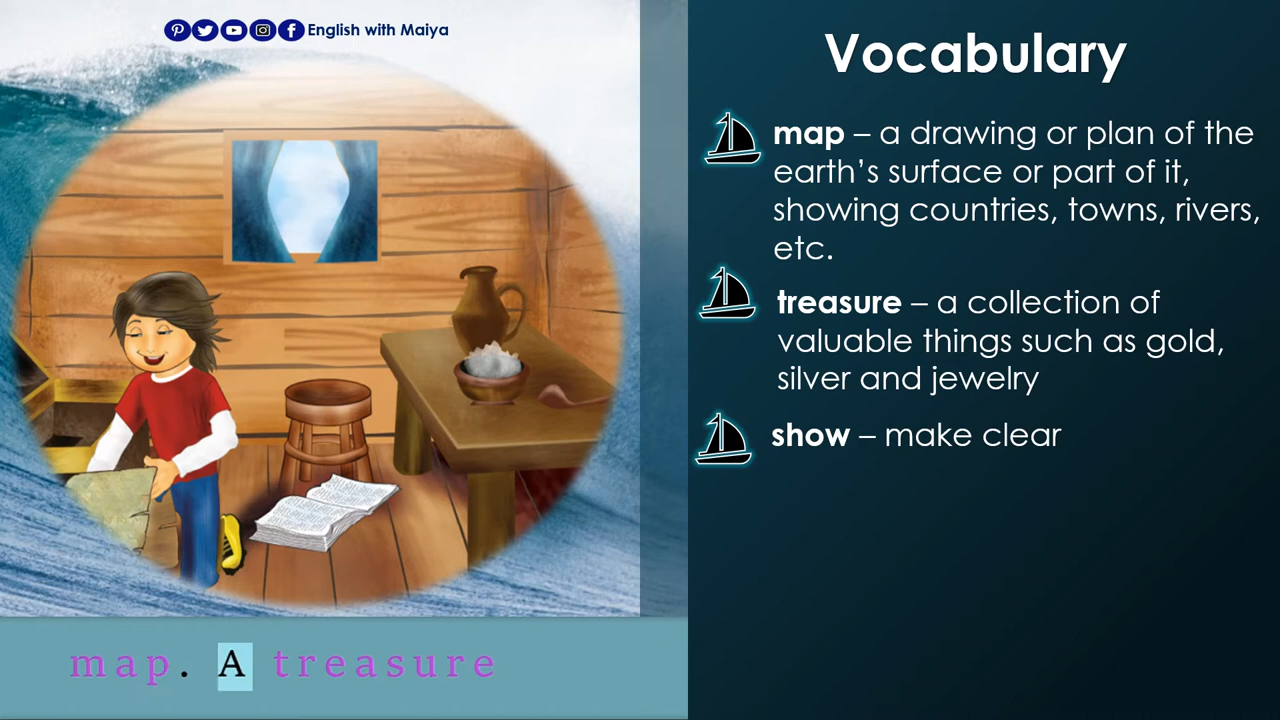 English with Maiya
map. A treasure
Vocabulary
map – a drawing or plan of the
earth’s surface or part of it,
showing countries, towns, rivers,
etc.
treasure – a collection of
valuable things such as gold,
silver and jewelry
show – make clear